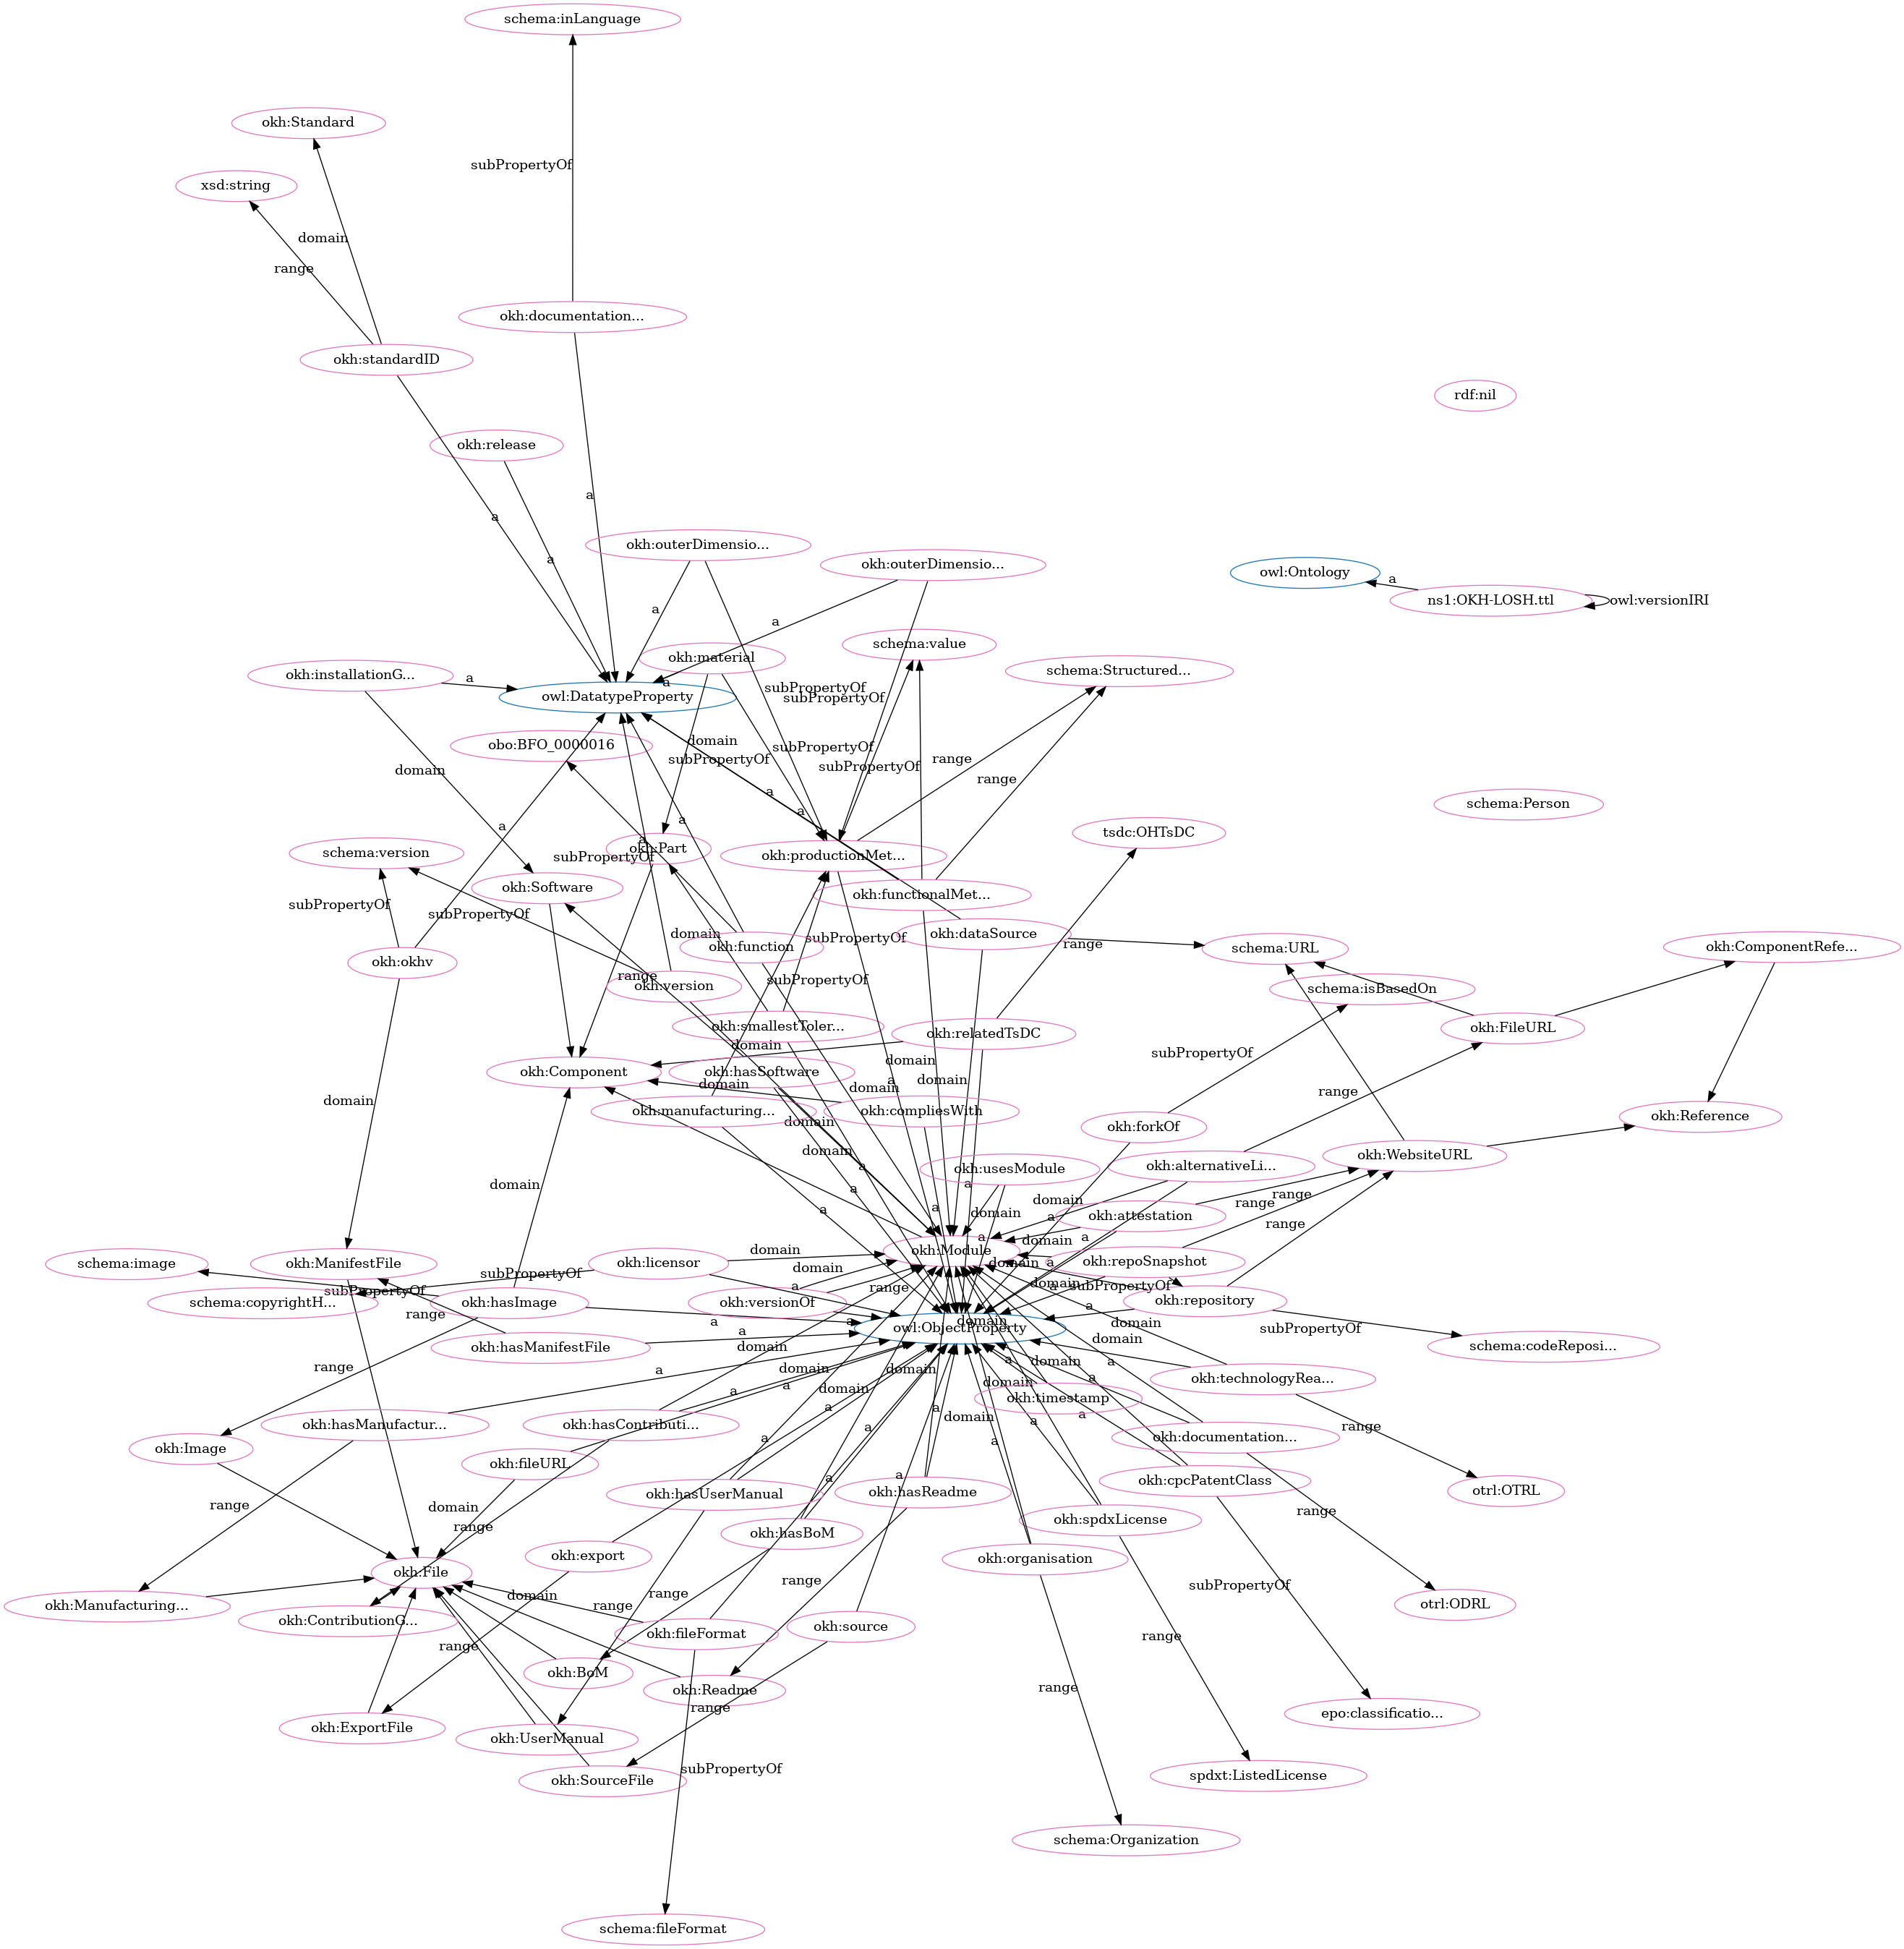 schema:inLanguage
okh:Standard
subPropertyOf
xsd:string
domain
range
okh:documentation...
okh:standardID
rdf:nil
okh:release
a
a
a
okh:outerDimensio...
okh:outerDimensio...
owl:Ontology
a
ns1:OKH-LOSH.ttl
owl:versionIRI
a
a
okh:material
schema:value
okh:installationG...
a
schema:Structured...
a
owl:DatatypeProperty
subPropertyOf
subPropertyOf
obo:BFO_0000016
domain
subPropertyOf
subPropertyOf
subPropertyOf
range
range
domain
a
a
a
a
schema:Person
tsdc:OHTsDC
a
okh:Part
schema:version
subPropertyOf
okh:productionMet...
okh:Software
okh:functionalMet...
subPropertyOf
subPropertyOf
domain
subPropertyOf
okh:dataSource
range
schema:URL
okh:ComponentRefe...
okh:function
okh:okhv
range
okh:version
subPropertyOf
schema:isBasedOn
okh:smallestToler...
okh:relatedTsDC
okh:FileURL
domain
subPropertyOf
domain
okh:Component
okh:hasSoftware
domain
a
domain
domain
range
domain
okh:manufacturing...
okh:compliesWith
okh:Reference
domain
okh:forkOf
domain
okh:WebsiteURL
a
okh:usesModule
okh:alternativeLi...
domain
a
a
domain
range
range
a
a
domain
okh:attestation
a
range
a
a
domain
okh:Module
domain
okh:repoSnapshot
schema:image
okh:ManifestFile
okh:licensor
domain
domain
a
subPropertyOf
domain
a
range
domain
subPropertyOf
subPropertyOf
schema:copyrightH...
okh:hasImage
okh:versionOf
okh:repository
range
a
a
owl:ObjectProperty
domain
a
domain
subPropertyOf
a
okh:hasManifestFile
domain
domain
schema:codeReposi...
range
a
domain
domain
domain
a
a
okh:technologyRea...
a
a
domain
domain
okh:timestamp
a
okh:hasManufactur...
okh:hasContributi...
a
a
domain
a
a
range
okh:documentation...
okh:Image
a
a
a
okh:fileURL
a
okh:cpcPatentClass
otrl:OTRL
range
okh:hasUserManual
okh:hasReadme
domain
range
range
okh:spdxLicense
okh:hasBoM
okh:export
okh:organisation
okh:File
range
subPropertyOf
domain
range
range
okh:Manufacturing...
otrl:ODRL
okh:ContributionG...
okh:source
okh:fileFormat
range
range
okh:BoM
okh:Readme
range
range
epo:classificatio...
okh:ExportFile
okh:UserManual
subPropertyOf
spdxt:ListedLicense
okh:SourceFile
schema:Organization
schema:fileFormat